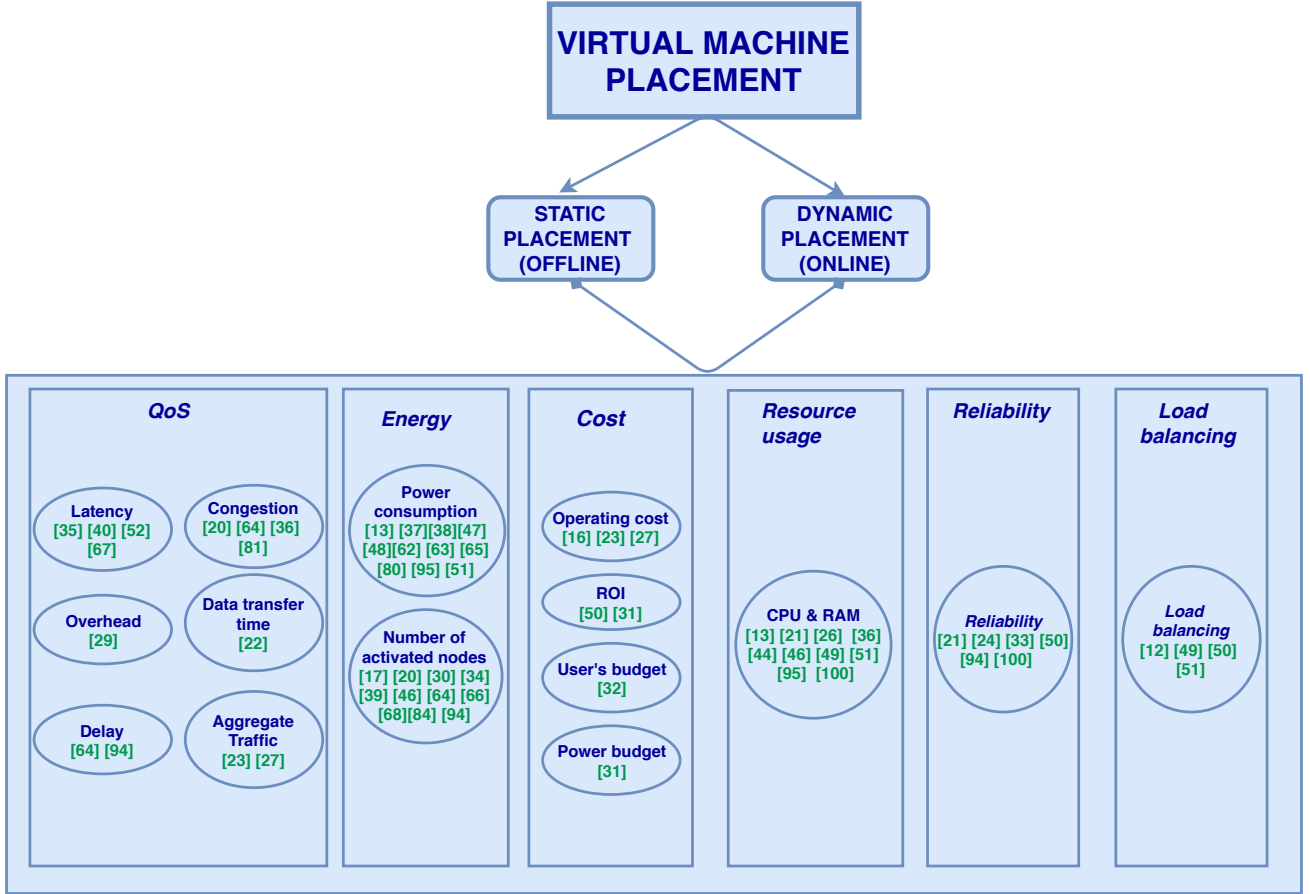 VIRTUAL MACHINE
PLACEMENT
STATIC
PLACEMENT
(OFFLINE)
DYNAMIC
PLACEMENT
(ONLINE)
QoS
Latency
[35] [40] [52]
[67]
Congestion
[20] [64] [36]
[81]
Overhead
[29]
Data transfer
time
[22]
Delay
[64] [94]
Aggregate
Traffic
[23] [27]
Energy
Power
consumption
[13] [37][38][47]
[48][62] [63] [65]
[80] [95] [51]
Number of
activated nodes
[17] [20] [30] [34]
[39] [46] [64] [66]
[68][84] [94]
Cost
Operating cost
[16] [23] [27]
ROI
[50] [31]
User's budget
[32]
Power budget
[31]
Resource
usage
CPU & RAM
[13] [21] [26] [36]
[44] [46] [49] [51]
[95] [100]
Reliability
Reliability
[21] [24] [33] [50]
[94] [100]
Load
balancing
Load
balancing
[12] [49] [50]
[51]